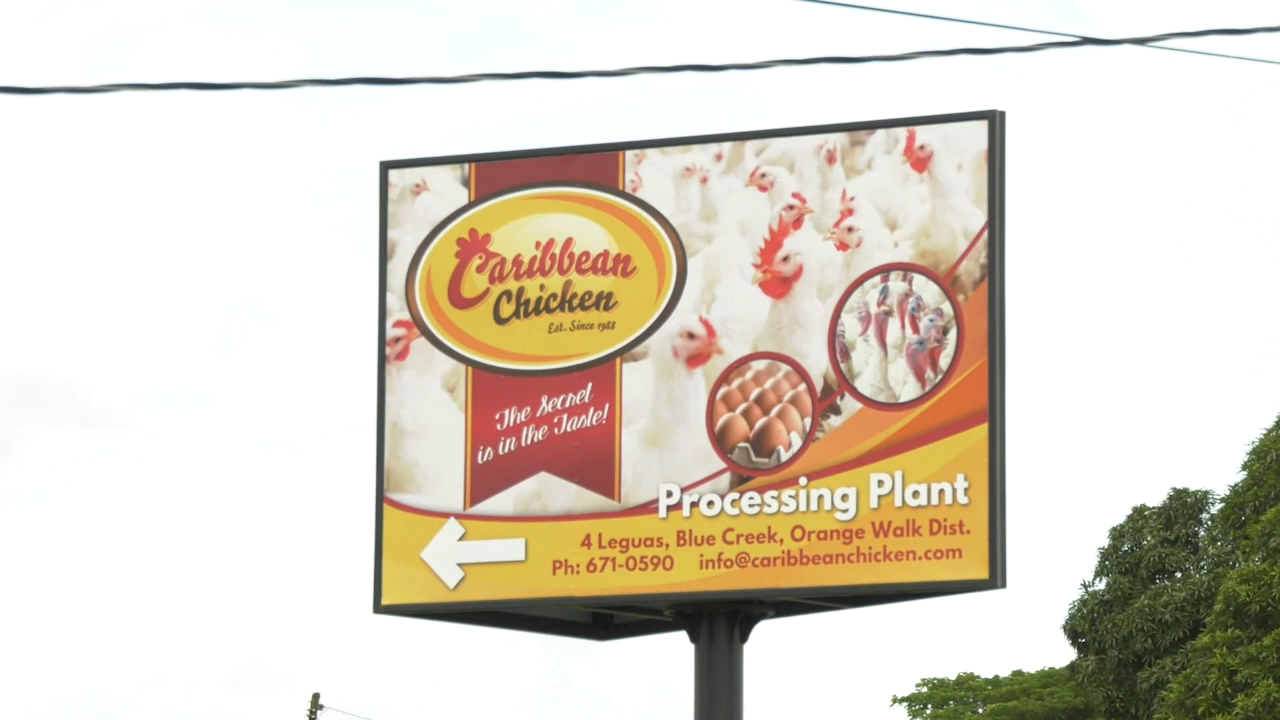 Caribbean
Chicken
Est. Since 1988
The Secret
is in the Taste!
Processing Plant
4 Leguas, Blue Creek, Orange Walk Dist.
Ph: 671-0590 info@caribbeanchicken.com